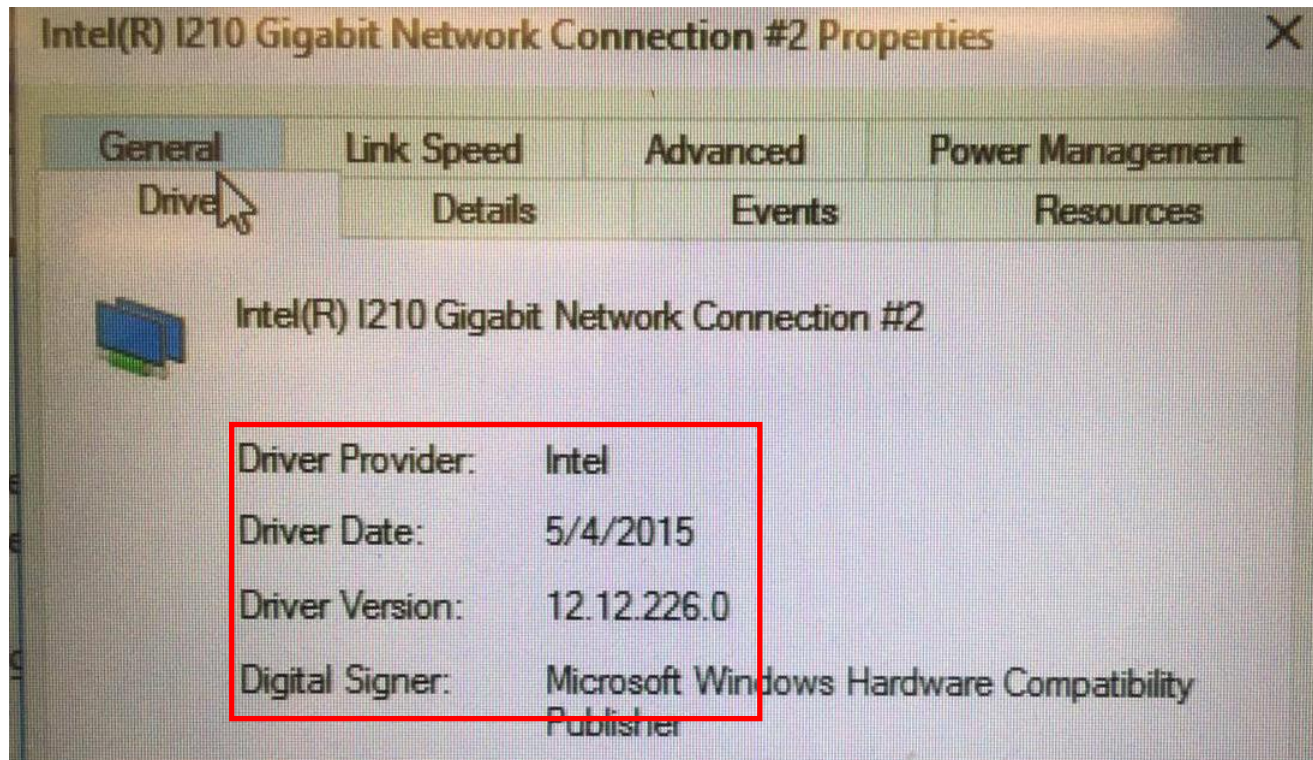 Intel(R) I210 Gigabit Network Connection #2 Properties
General Link Speed Advanced Power Management
Driver Details Events Resources
Intel(R) I210 Gigabit Network Connection #2
Driver Provider: Intel
Driver Date: 5/4/2015
Driver Version: 12.12.226.0
Digital Signer: Microsoft Windows Hardware Compatibility
Publisher